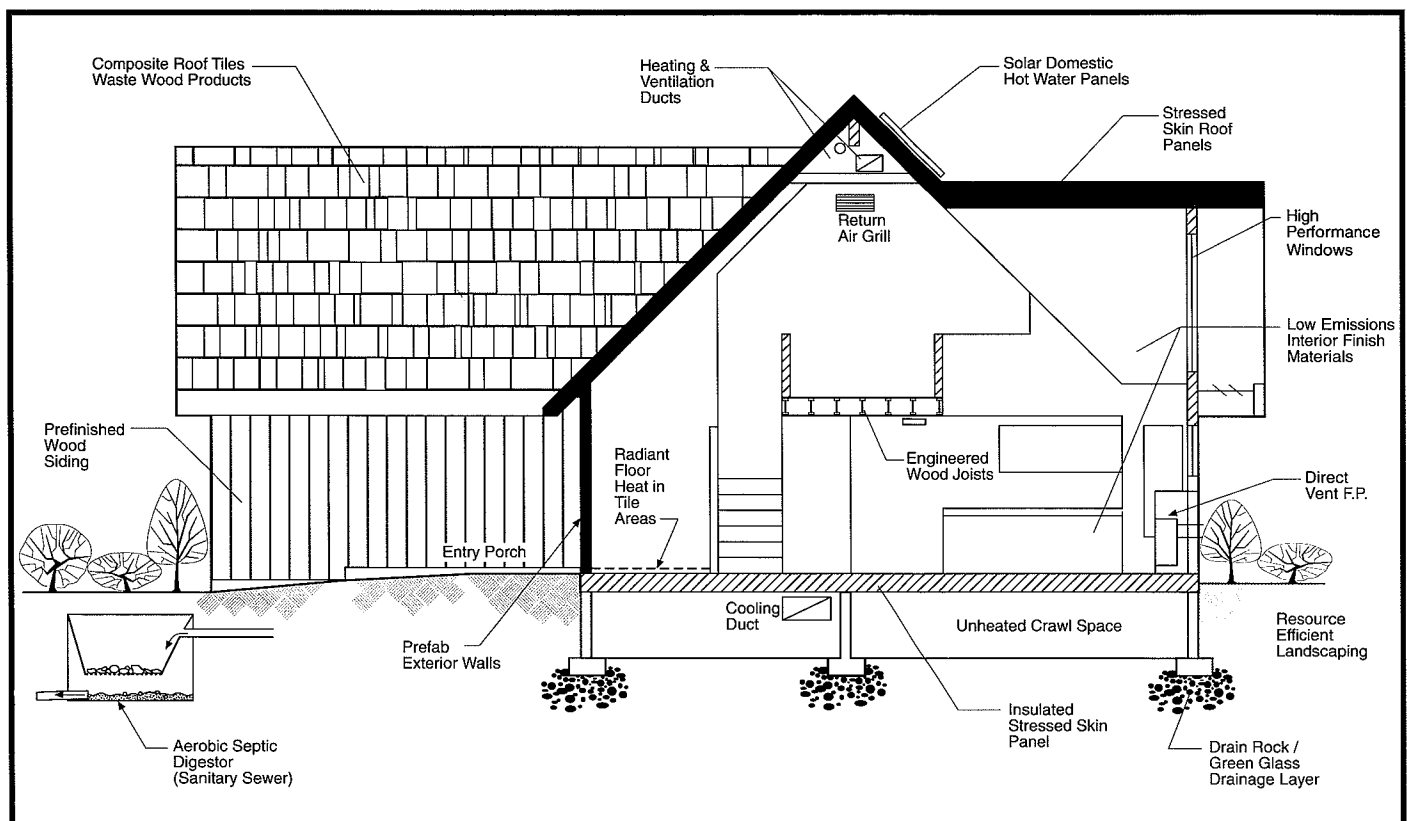 Composite Roof Tiles
Waste Wood Products
Heating &
Ventilation
Ducts
Solar Domestic
Hot Water Panels
Stressed
Skin Roof
Panels
Return
Air Grill
High
Performance
Windows
Low Emissions
Interior Finish
Materials
Prefinished
Wood
Siding
Radiant
Floor
Heat in
Tile
Areas
Engineered
Wood Joists
Direct
Vent F.P.
Entry Porch
Cooling
Duct
Unheated Crawl Space
Resource
Efficient
Landscaping
Prefab
Exterior Walls
Insulated
Stressed Skin
Panel
Aerobic Septic
Digestor
(Sanitary Sewer)
Drain Rock /
Green Glass
Drainage Layer